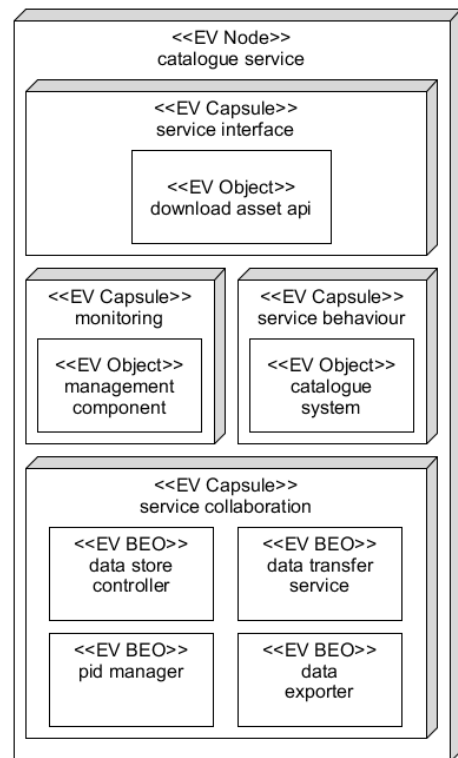 <<EV Node>>
catalogue service
<<EV Capsule>>
service interface
<<EV Object>>
download asset api
<<EV Capsule>>
monitoring
<<EV Object>>
management
component
<<EV Capsule>>
service behaviour
<<EV Object>>
catalogue
system
<<EV Capsule>>
service collaboration
<<EV BEO>>
data store
controller
<<EV BEO>>
data transfer
service
<<EV BEO>>
pid manager
<<EV BEO>>
data
exporter